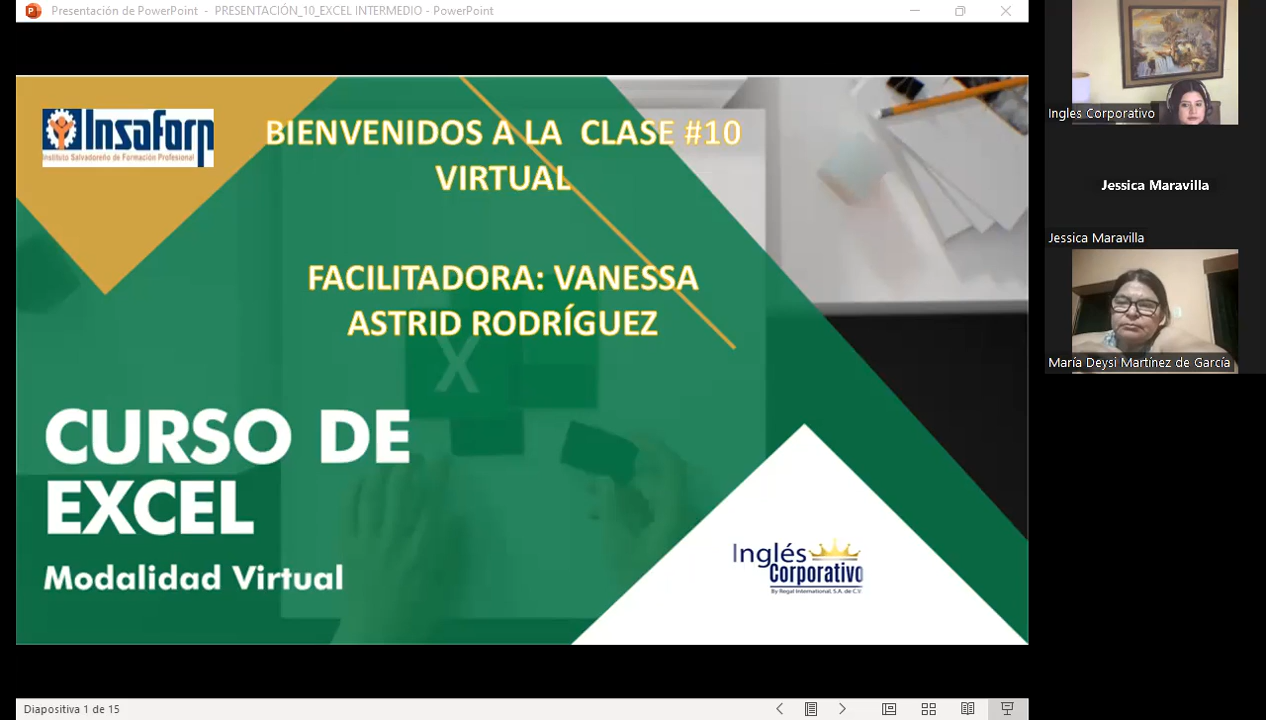 Presentación de PowerPoint - PRESENTACIÓN_10_EXCEL INTERMEDIO - PowerPoint
Insaforp
Instituto Salvadoreño de Formación Profesional
BIENVENIDOS A LA CLASE #10
VIRTUAL
FACILITADORA: VANESSA
ASTRID RODRÍGUEZ
X
CURSO DE
EXCEL
Modalidad Virtual
Inglés
Corporativo
By Regal International, S.A. de C.V.
Diapositiva 1 de 15
Ingles Corporativo
Jessica Maravilla
Jessica Maravilla
María Deysi Martínez de García